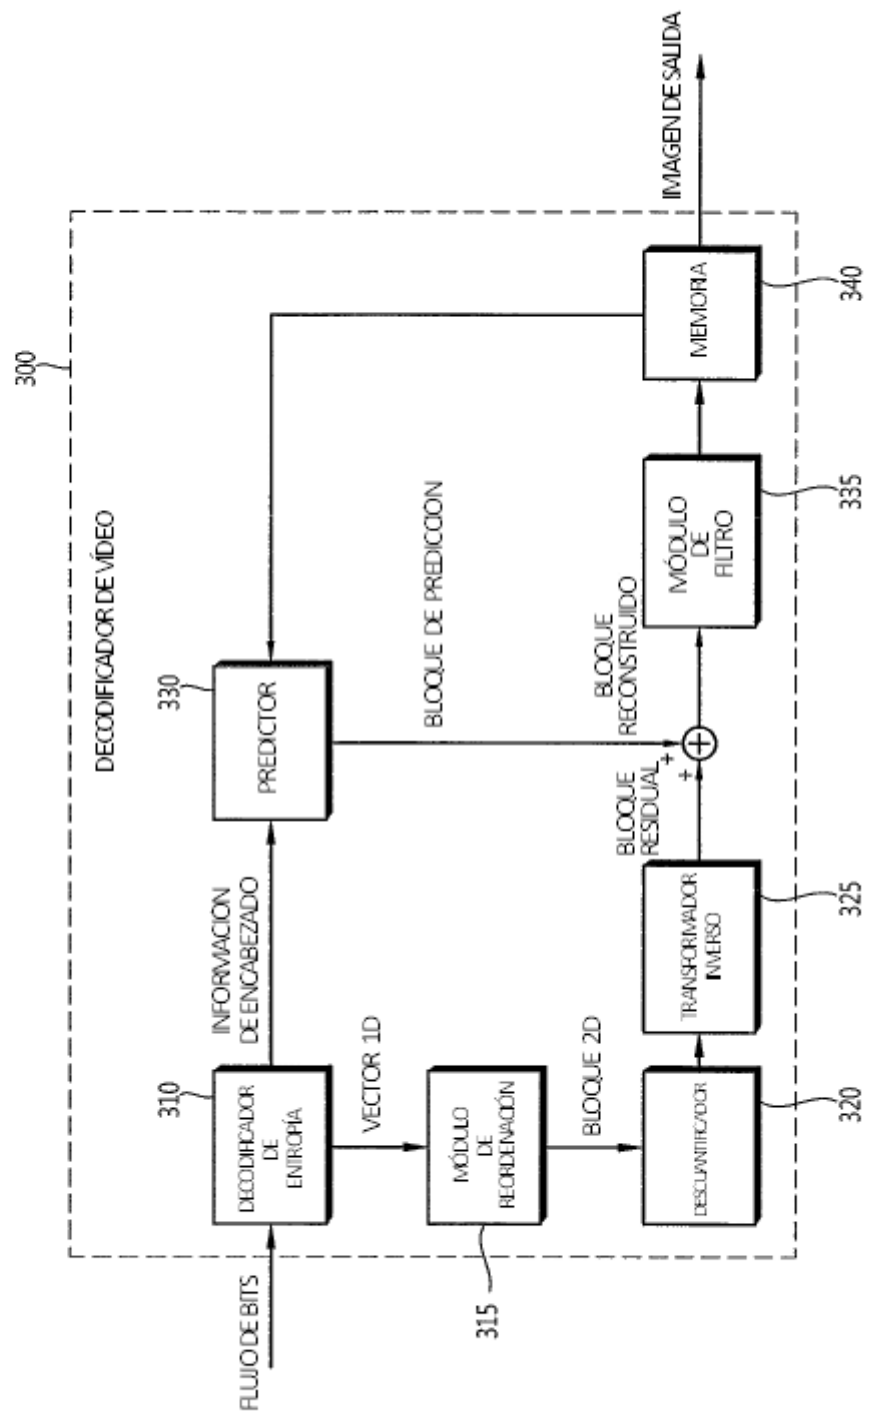 300
DECODIFICADOR DE VÍDEO
310
330
INFORMACION
DE ENCABEZADO
FLUJO DE BITS
DECODIFICADOR
DE
ENTROPÍA
PREDICTOR
VECTOR 1D
BLOQUE DE PREDICCION
MÓDULO
DE
REORDENACIÓN
315
BLOQUE 2D
BLOQUE
RESIDUAL
+
+
BLOQUE
RECONSTRUIDO
IMAGEN DE SALIDA
DESCUANTIFICADOR
TRANSFORMADOR
INVERSO
MÓDULO
DE
FILTRO
MEMORIA
320
325
335
340